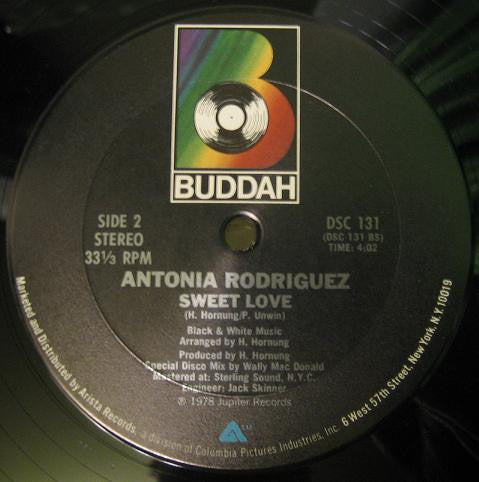 BUDDAH
SIDE 2
STEREO
33⅓ RPM
DSC 131
(DSC 131 BS)
TIME: 4:02
ANTONIA RODRIGUEZ
SWEET LOVE
(H. Hornung/P. Unwin)
Black & White Music
Arranged by H. Hornung
Produced by H. Hornung
Special Disco Mix by Wally Mac Donald
Mastered at: Sterling Sound, N.Y.C.
Engineer: Jack Skinner
℗ 1978 Jupiter Records
Marketed and Distributed by Arista Records, a division of Columbia Pictures Industries, Inc. 6 West 57th Street, New York, N.Y. 10019